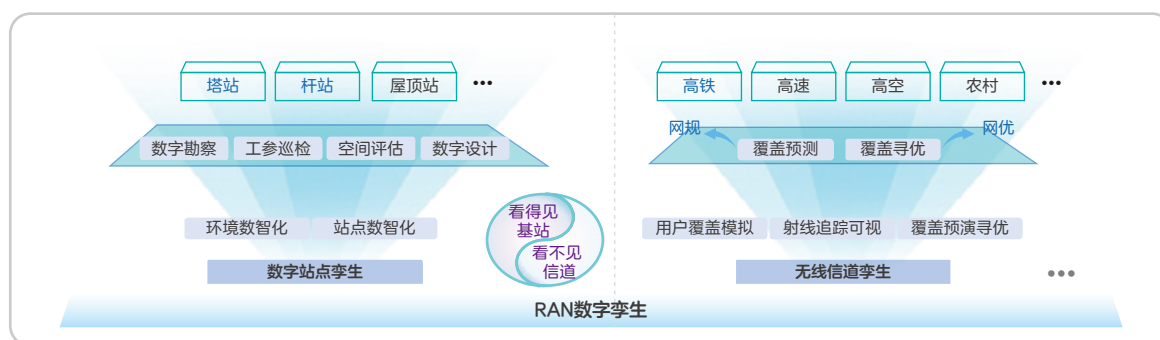 塔站 杆站 屋顶站 •••
数字勘察 工参巡检 空间评估 数字设计
环境数智化 站点数智化
数字站点孪生
看得见
基站
看不见
信道
高铁 高速 高空 农村 •••
网规 网优
覆盖预测 覆盖寻优
用户覆盖模拟 射线追踪可视 覆盖预演寻优
无线信道孪生 •••
RAN数字孪生